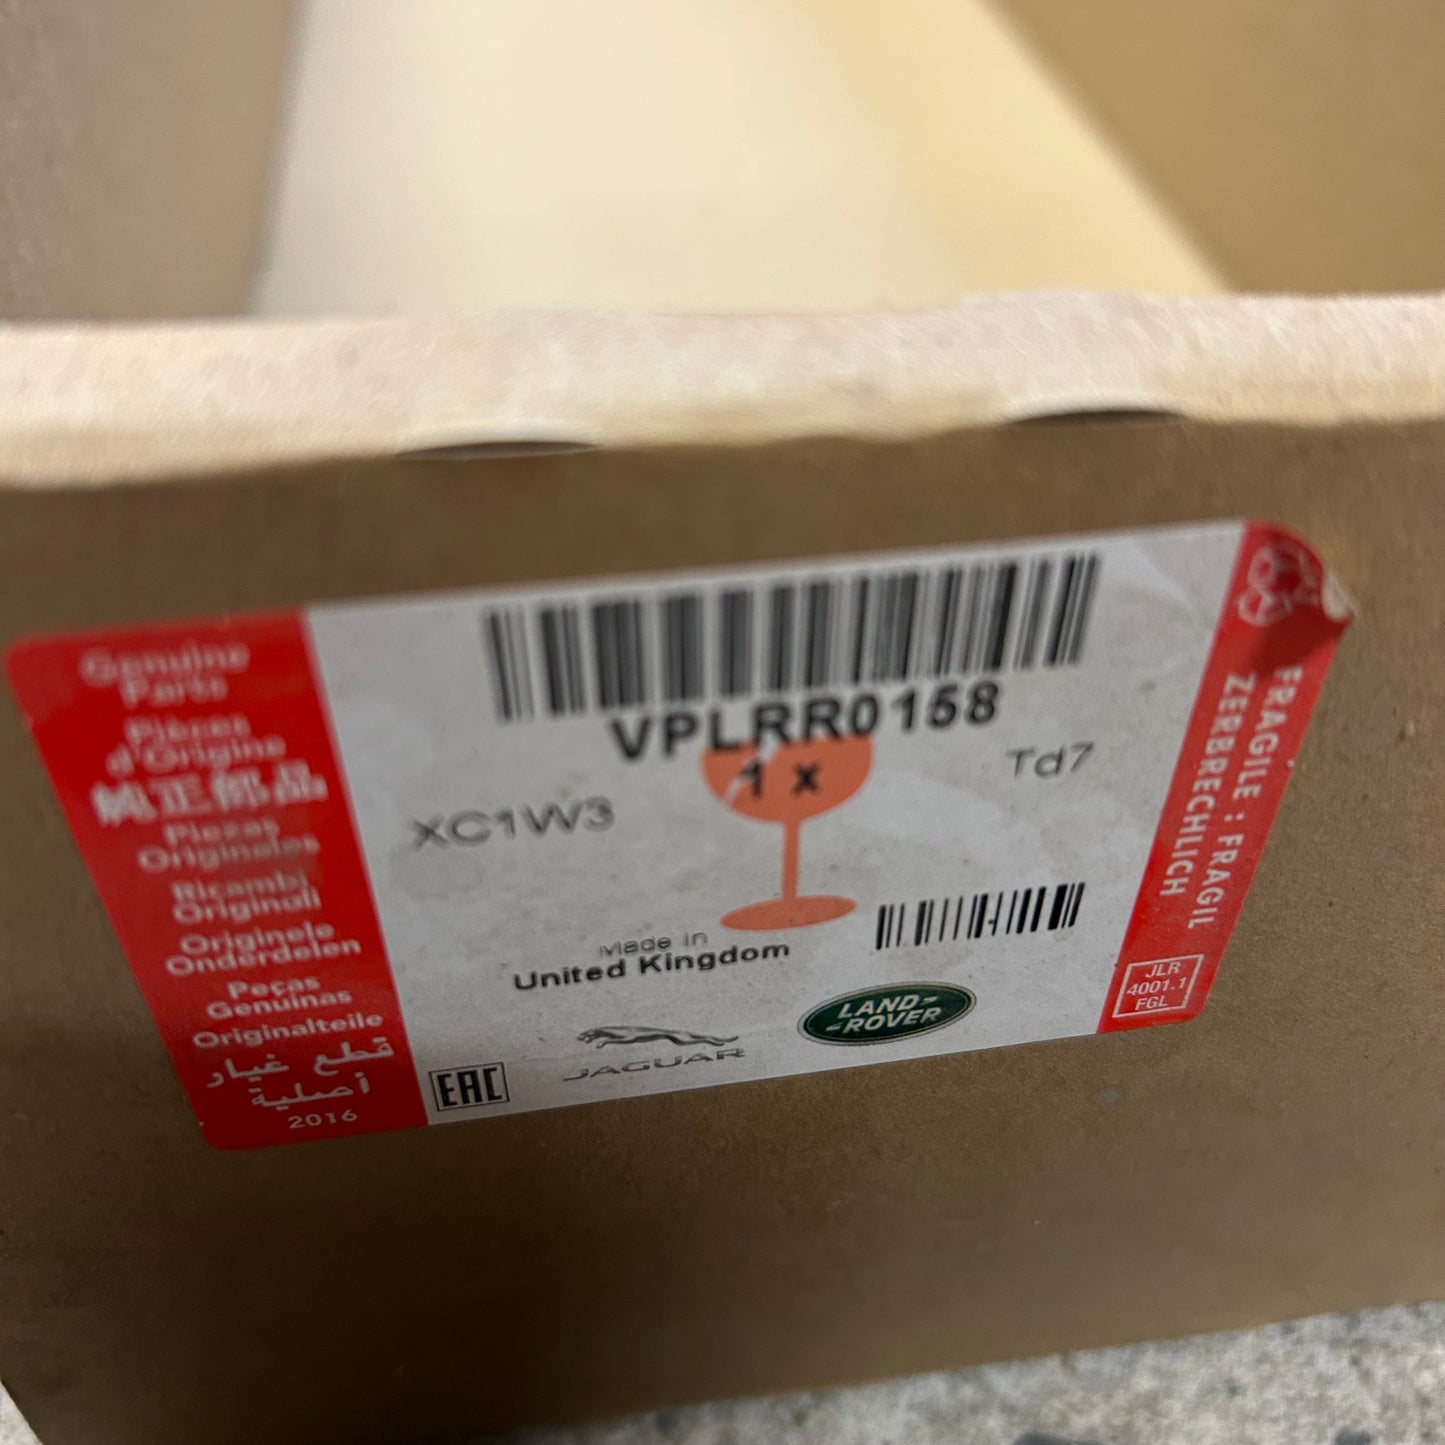 Genuine
Parts
Pièces
d'Origine
純正部品
Piezas
Originales
Ricambi
Originali
Originele
Onderdelen
Peças
Genuínas
Originalteile
قطع غيار
أصلية
2016
VPLRR0158
1 x
XC1W3
Td7
Made in
United Kingdom
EAC
JAGUAR
LAND-
-ROVER
FRAGILE : FRAGIL
ZERBRECHLICH
JLR
4001.1
FGL